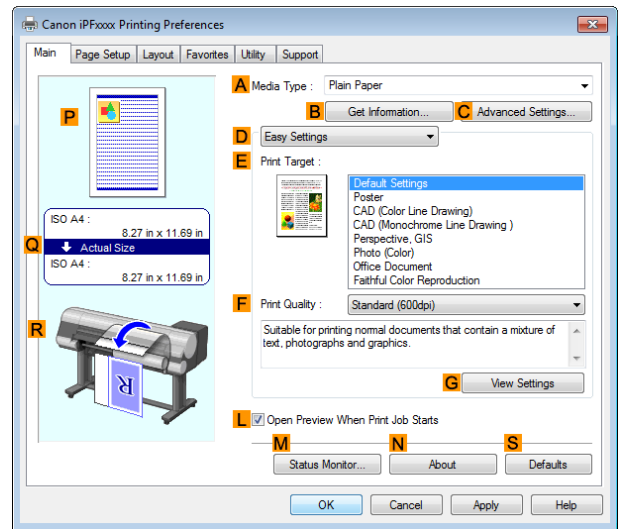 Canon iPFxxxx Printing Preferences
Main Page Setup Layout Favorites Utility Support
A Media Type : Plain Paper
B Get Information... C Advanced Settings...
D Easy Settings
E Print Target :
Default Settings
Poster
CAD (Color Line Drawing)
CAD (Monochrome Line Drawing )
Perspective, GIS
Photo (Color)
Office Document
Faithful Color Reproduction
F Print Quality : Standard (600dpi)
Suitable for printing normal documents that contain a mixture of
text, photographs and graphics.
G View Settings
L Open Preview When Print Job Starts
M N S
Status Monitor... About Defaults
P
ISO A4 :
8.27 in x 11.69 in
Q Actual Size
ISO A4 :
8.27 in x 11.69 in
R
R
OK Cancel Apply Help